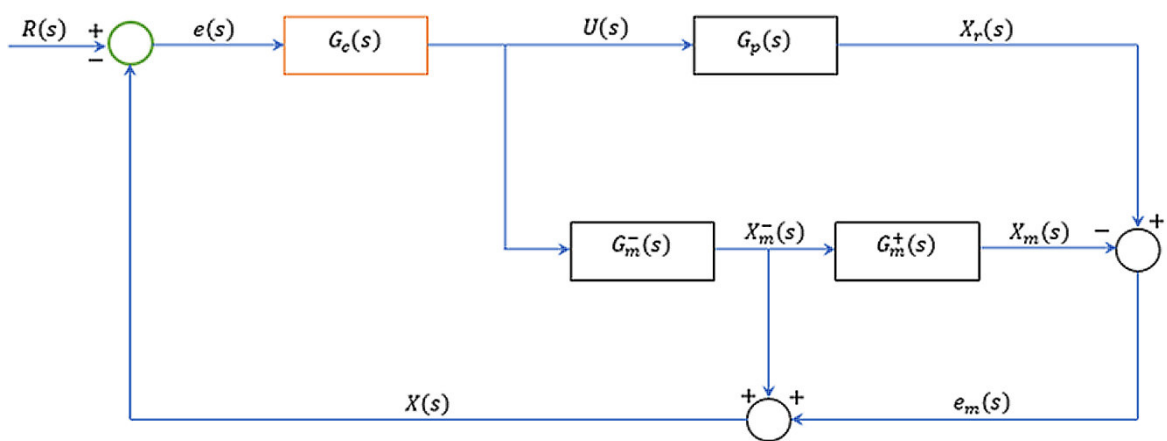 R(s)
+
−
e(s)
G_c(s)
U(s)
G_p(s)
X_r(s)
G_m^-(s)
X_m^-(s)
G_m^+(s)
X_m(s)
−
+
X(s)
+
+
e_m(s)